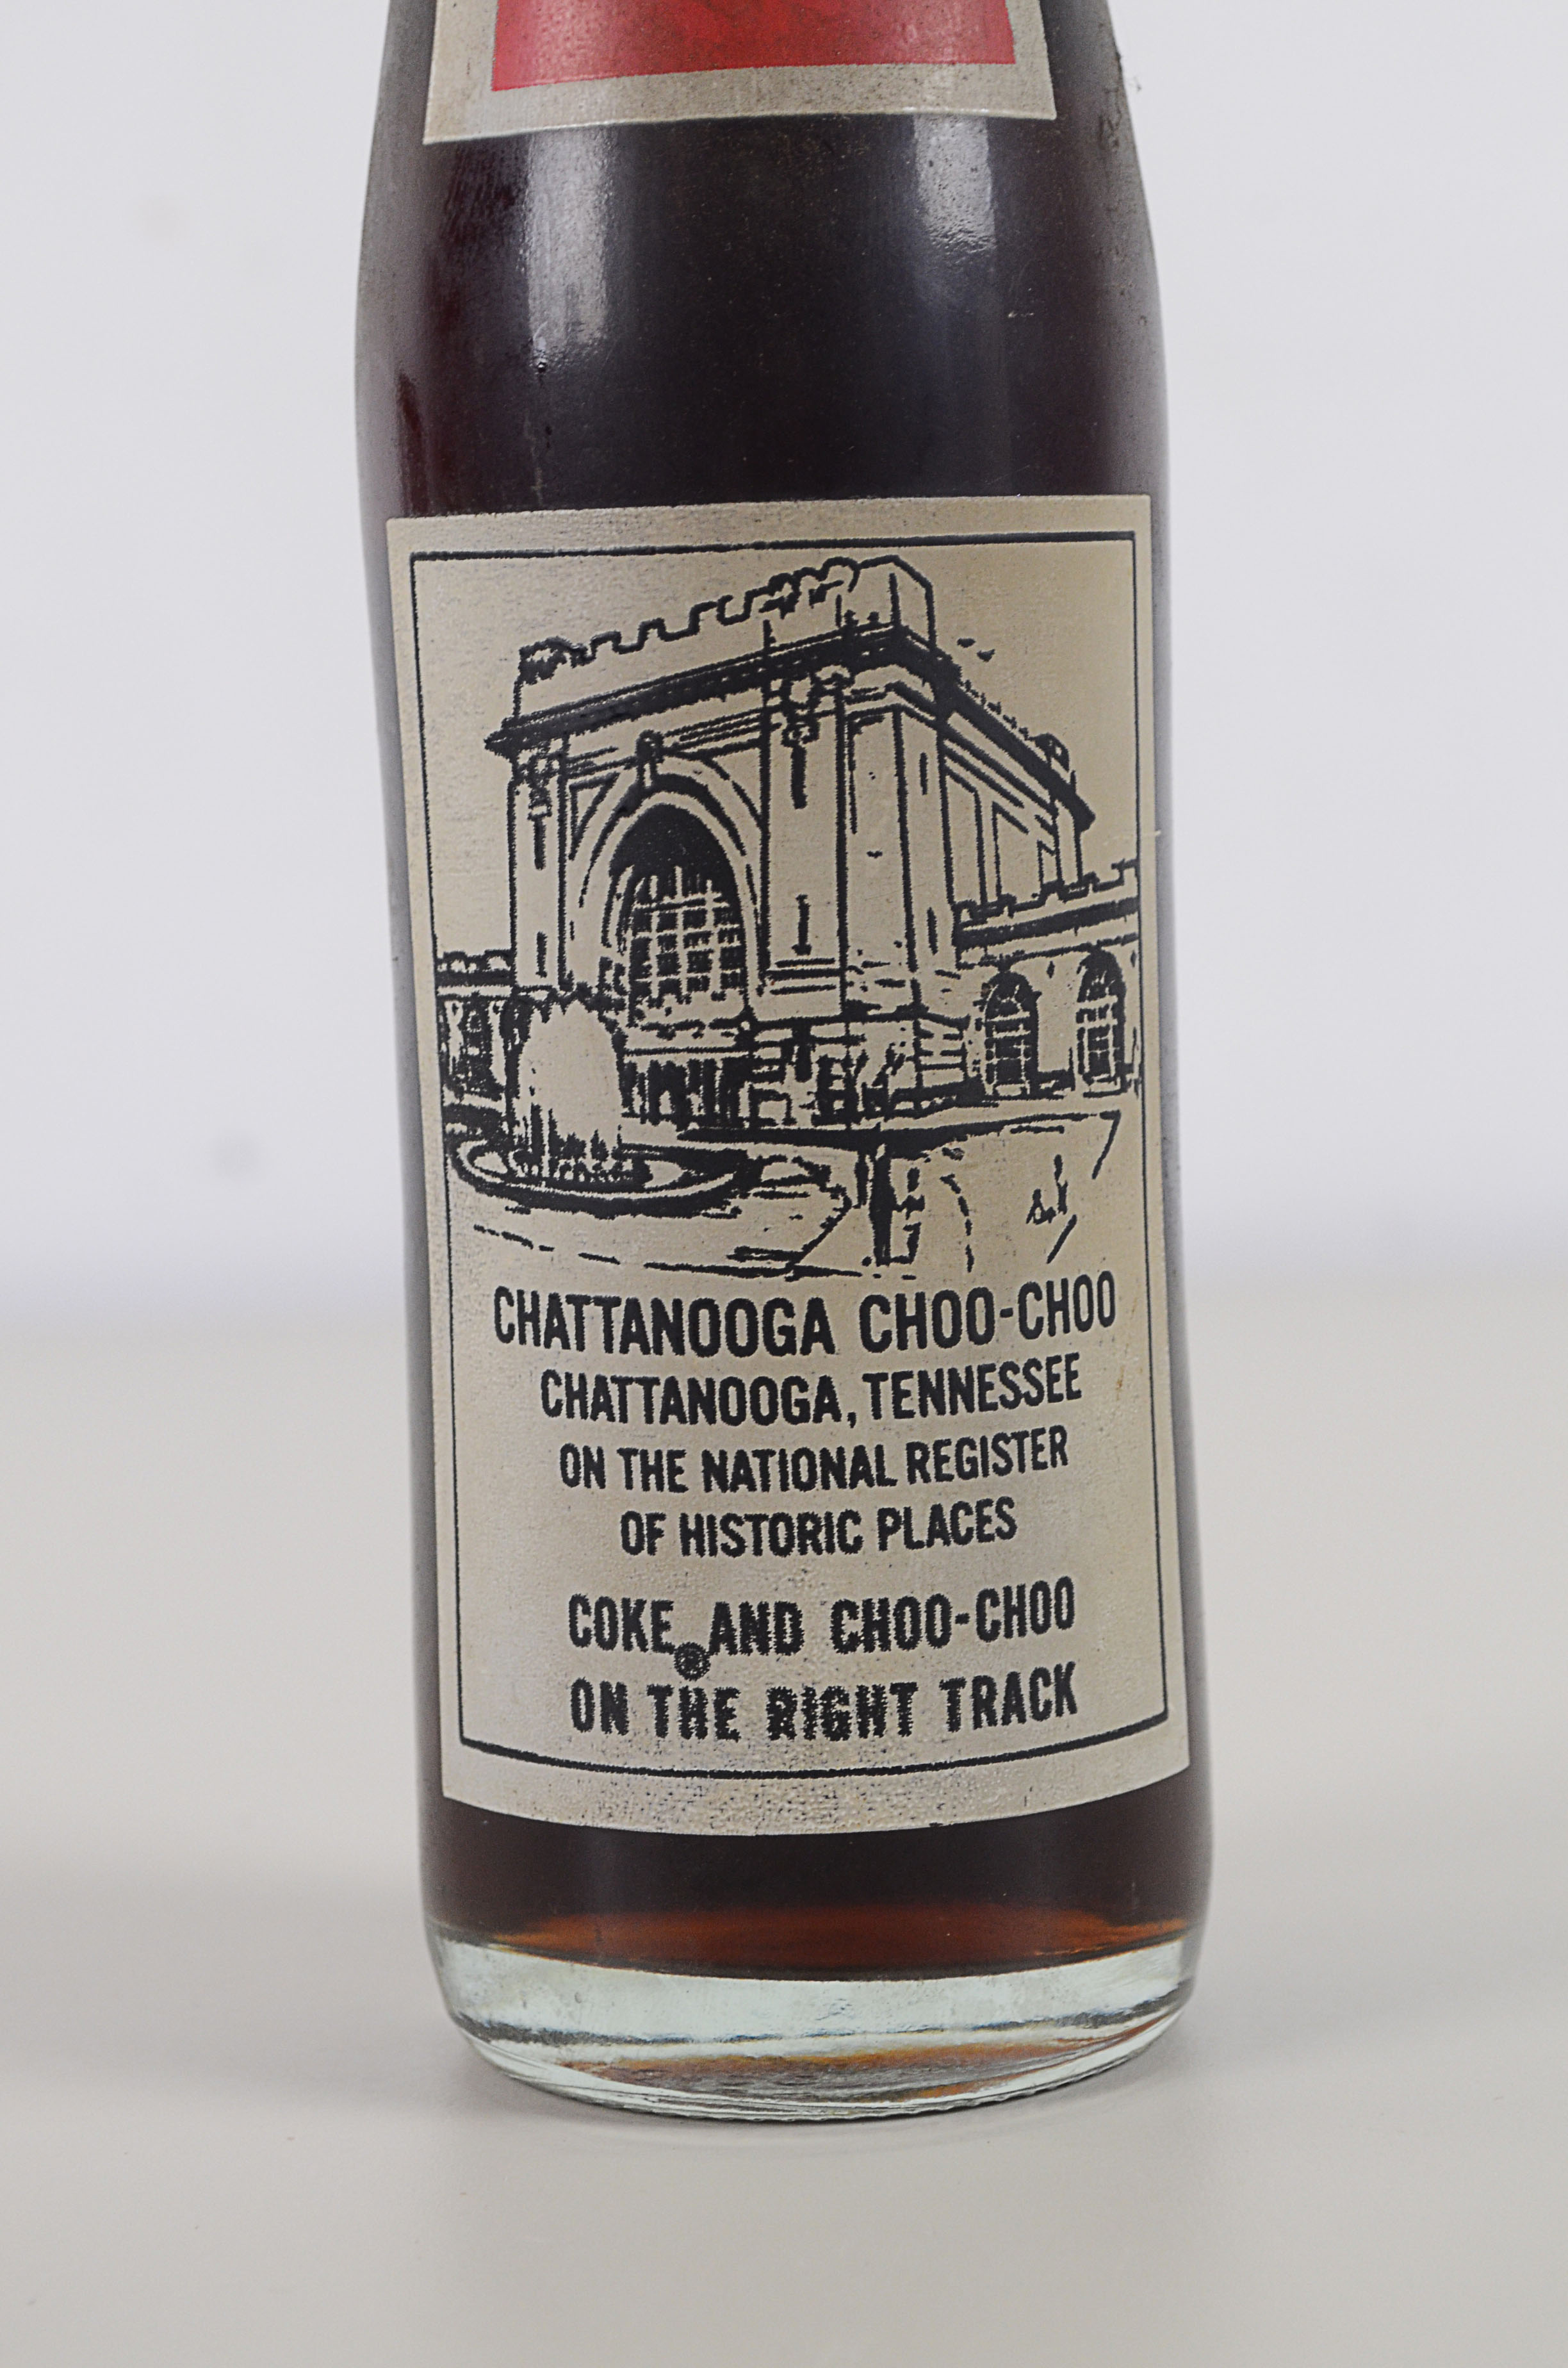 CHATTANOOGA CHOO-CHOO
CHATTANOOGA, TENNESSEE
ON THE NATIONAL REGISTER
OF HISTORIC PLACES
COKE® AND CHOO-CHOO
ON THE RIGHT TRACK